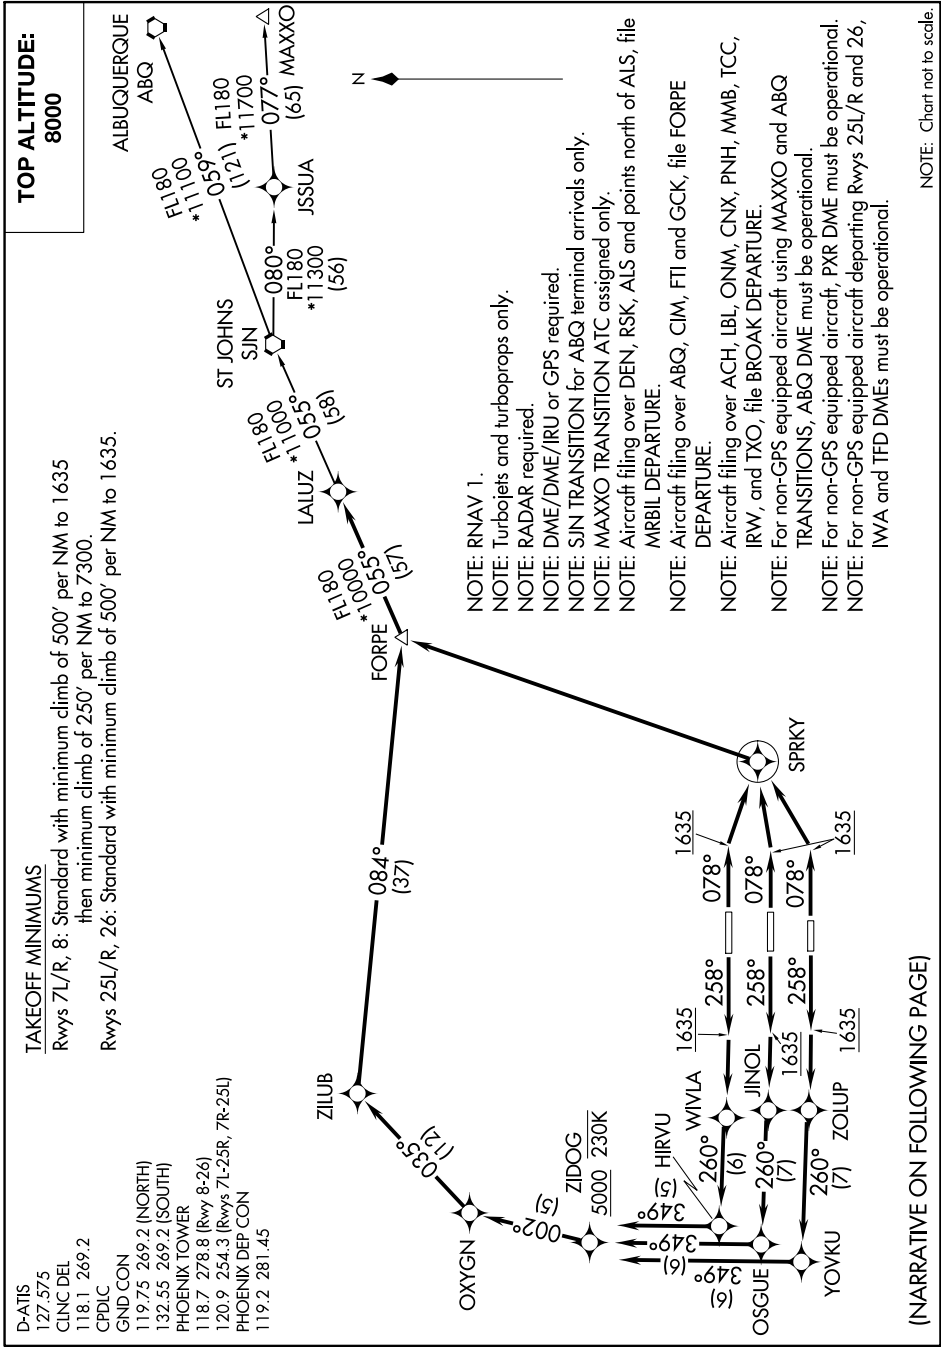 TOP ALTITUDE:
8000
TAKEOFF MINIMUMS
Rwys 7L/R, 8: Standard with minimum climb of 500' per NM to 1635
then minimum climb of 250' per NM to 7300.
Rwys 25L/R, 26: Standard with minimum climb of 500' per NM to 1635.
D-ATIS
127.575
CLNC DEL
118.1 269.2
CPDLC
GND CON
119.75 269.2 (NORTH)
132.55 269.2 (SOUTH)
PHOENIX TOWER
118.7 278.8 (Rwy 8-26)
120.9 254.3 (Rwys 7L-25R, 7R-25L)
PHOENIX DEP CON
119.2 281.45
ALBUQUERQUE
ABQ
FL180
*11100
059°
(121)
MAXXO
FL180
*11700
077°
(65)
JSSUA
080°
FL180
*11300
(56)
ST JOHNS
SJN
FL180
*11000
055°
(58)
LALUZ
FL180
*10000
055°
(57)
FORPE
N
084°
(37)
ZILUB
035°
(12)
OXYGN
002°
(5)
ZIDOG
5000 230K
349°
(5)
349°
(6)
349°
(6)
HIRVU
OSGUE
YOVKU
260°
(6)
260°
(7)
260°
(7)
WIVLA
JINOL
ZOLUP
1635
1635
1635
258°
258°
258°
078°
078°
078°
1635
1635
SPRKY
NOTE: RNAV 1.
NOTE: Turbojets and turboprops only.
NOTE: RADAR required.
NOTE: DME/DME/IRU or GPS required.
NOTE: SJN TRANSITION for ABQ terminal arrivals only.
NOTE: MAXXO TRANSITION ATC assigned only.
NOTE: Aircraft filing over DEN, RSK, ALS and points north of ALS, file
MRBIL DEPARTURE.
NOTE: Aircraft filing over ABQ, CIM, FTI and GCK, file FORPE
DEPARTURE.
NOTE: Aircraft filing over ACH, LBL, ONM, CNX, PNH, MMB, TCC,
IRW, and TXO, file BROAK DEPARTURE.
NOTE: For non-GPS equipped aircraft using MAXXO and ABQ
TRANSITIONS, ABQ DME must be operational.
NOTE: For non-GPS equipped aircraft, PXR DME must be operational.
NOTE: For non-GPS equipped aircraft departing Rwys 25L/R and 26,
IWA and TFD DMEs must be operational.
(NARRATIVE ON FOLLOWING PAGE)
NOTE: Chart not to scale.